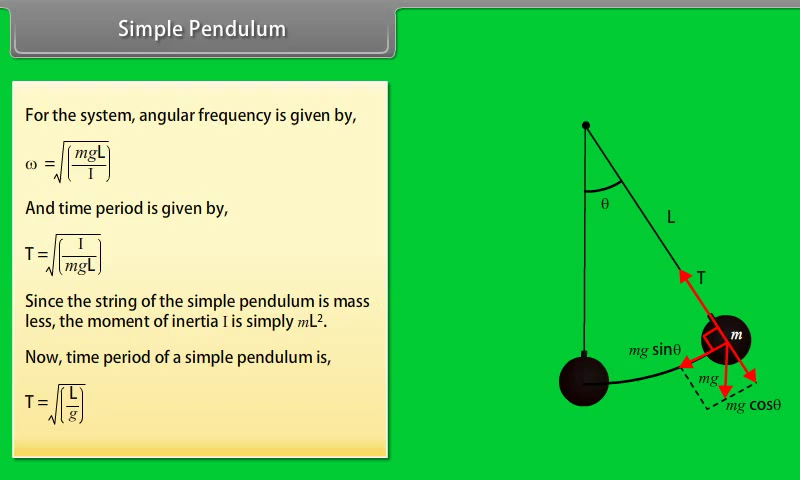 Simple Pendulum
For the system, angular frequency is given by,
ω = √(mgL/I)
And time period is given by,
T = √(I/mgL)
Since the string of the simple pendulum is mass
less, the moment of inertia I is simply mL².
Now, time period of a simple pendulum is,
T = √(L/g)
θ
L
T
m
mg sinθ
mg
mg cosθ